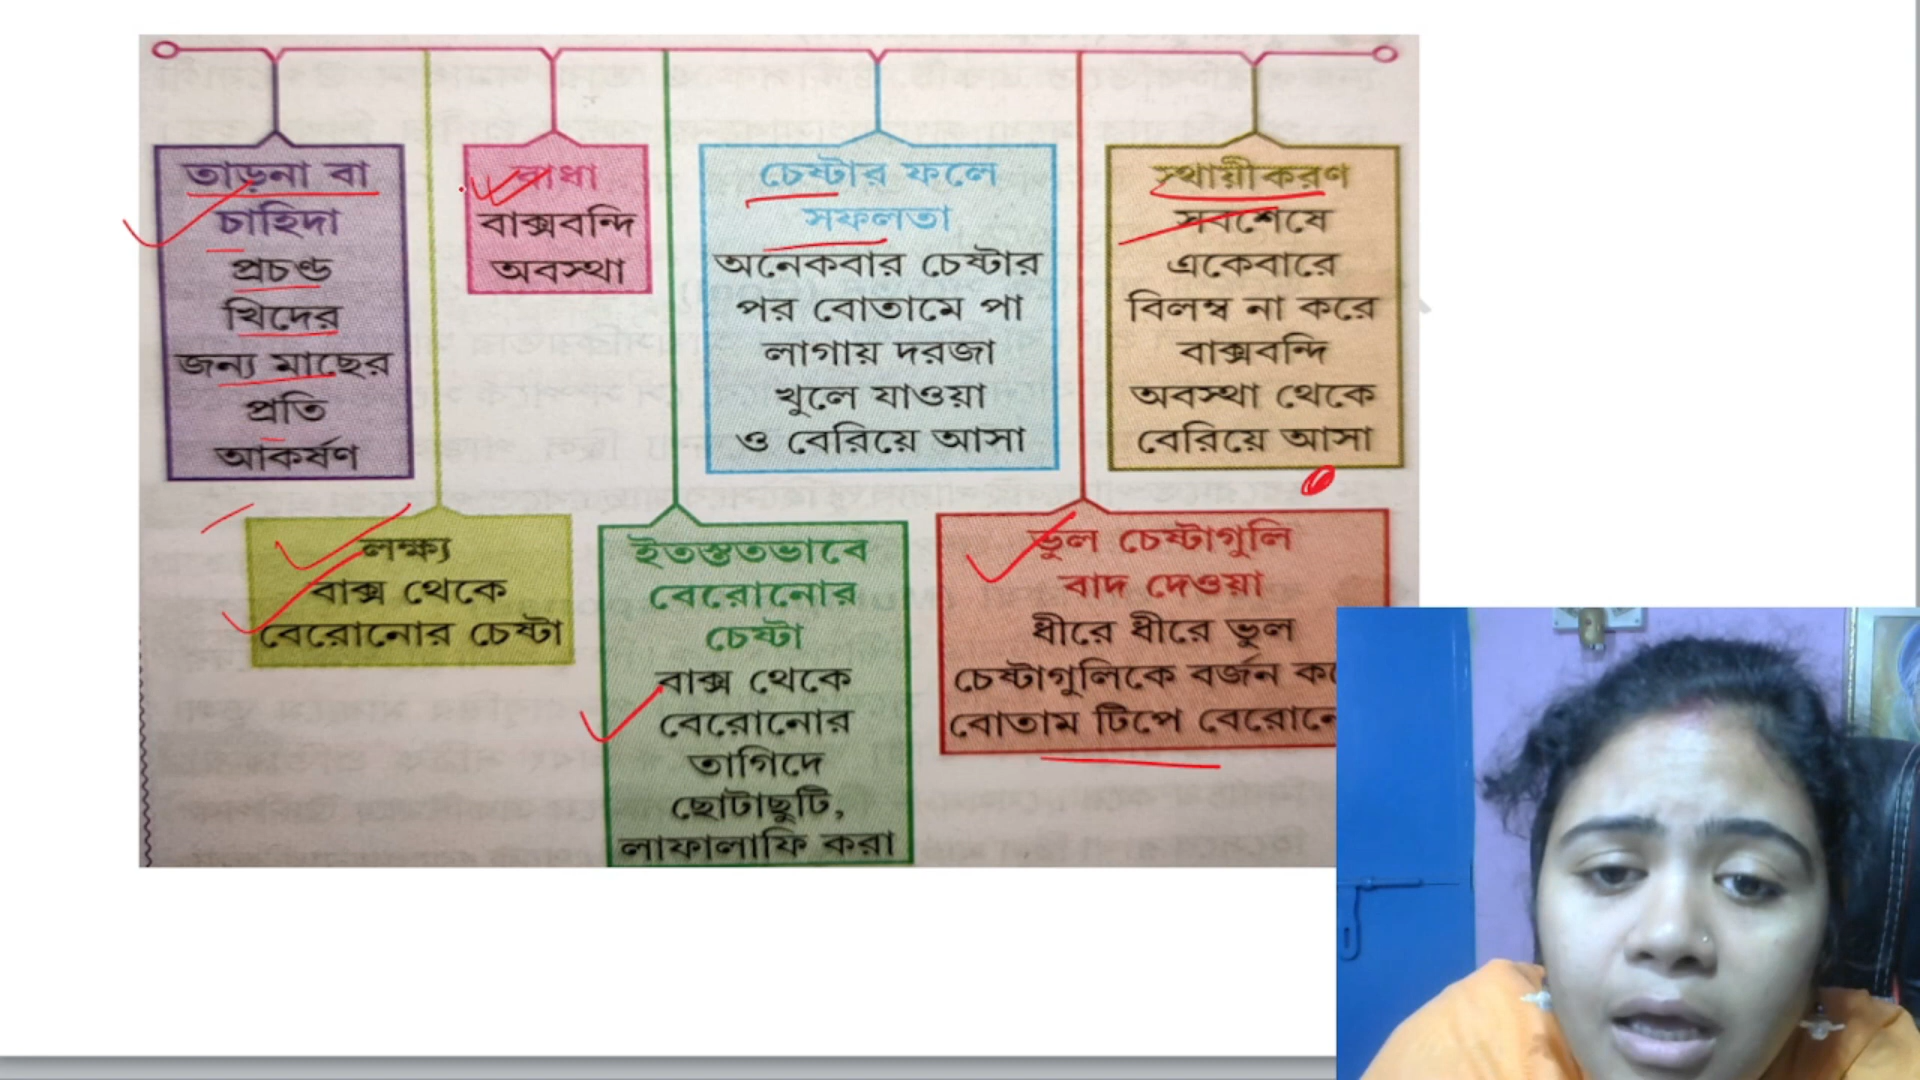 তাড়না বা
চাহিদা
প্রচণ্ড
খিদের
জন্য মাছের
প্রতি
আকর্ষণ
লক্ষ্য
বাক্স থেকে
বেরোনোর চেষ্টা
বাধা
বাক্সবন্দি
অবস্থা
ইতস্ততভাবে
বেরোনোর
চেষ্টা
বাক্স থেকে
বেরোনোর
তাগিদে
ছোটাছুটি,
লাফালাফি করা
চেষ্টার ফলে
সফলতা
অনেকবার চেষ্টার
পর বোতামে পা
লাগায় দরজা
খুলে যাওয়া
ও বেরিয়ে আসা
ভুল চেষ্টাগুলি
বাদ দেওয়া
ধীরে ধীরে ভুল
চেষ্টাগুলিকে বর্জন
বোতাম টিপে
স্থায়ীকরণ
সবশেষে
একেবারে
বিলম্ব না করে
বাক্সবন্দি
অবস্থা থেকে
বেরিয়ে আসা